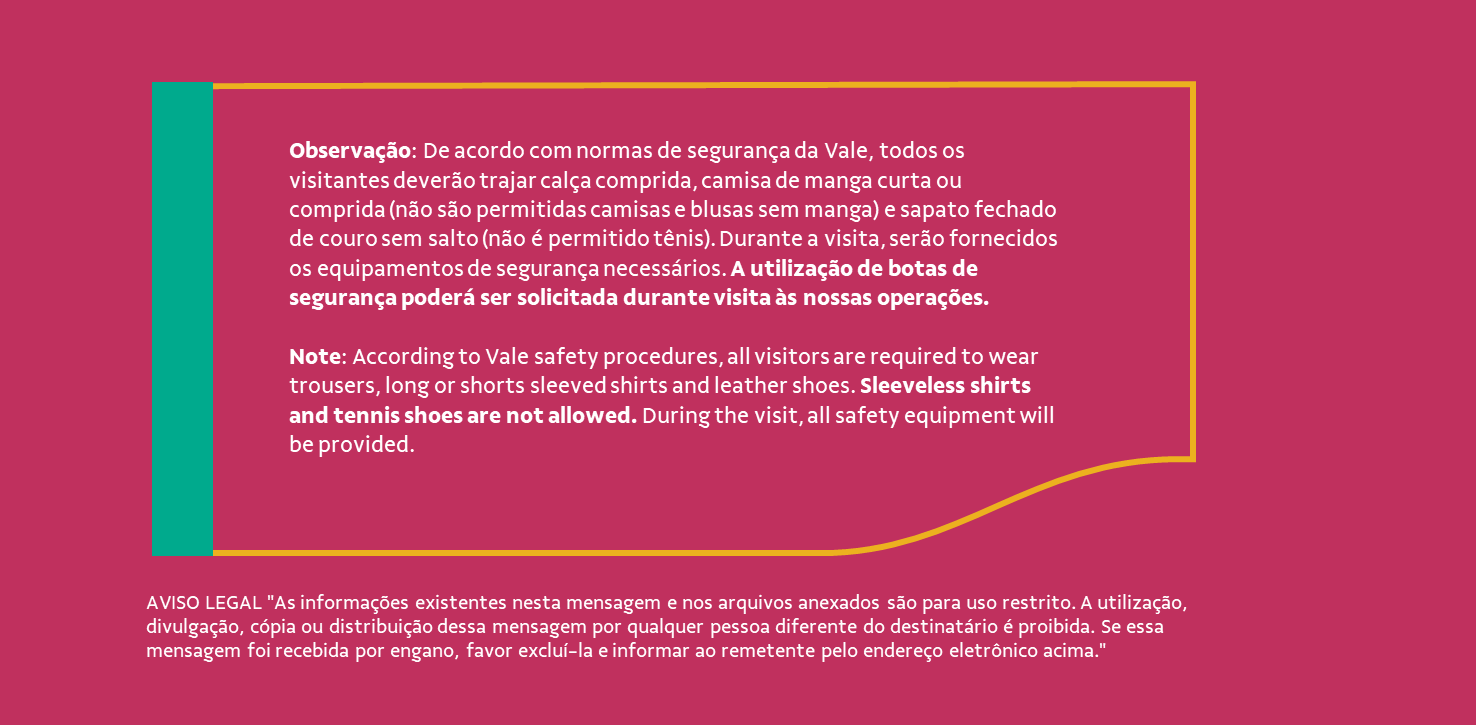 Observação: De acordo com normas de segurança da Vale, todos os
visitantes deverão trajar calça comprida, camisa de manga curta ou
comprida (não são permitidas camisas e blusas sem manga) e sapato fechado
de couro sem salto (não é permitido tênis). Durante a visita, serão fornecidos
os equipamentos de segurança necessários. A utilização de botas de
segurança poderá ser solicitada durante visita às nossas operações.
Note: According to Vale safety procedures, all visitors are required to wear
trousers, long or shorts sleeved shirts and leather shoes. Sleeveless shirts
and tennis shoes are not allowed. During the visit, all safety equipment will
be provided.
AVISO LEGAL "As informações existentes nesta mensagem e nos arquivos anexados são para uso restrito. A utilização,
divulgação, cópia ou distribuição dessa mensagem por qualquer pessoa diferente do destinatário é proibida. Se essa
mensagem foi recebida por engano, favor excluí-la e informar ao remetente pelo endereço eletrônico acima."